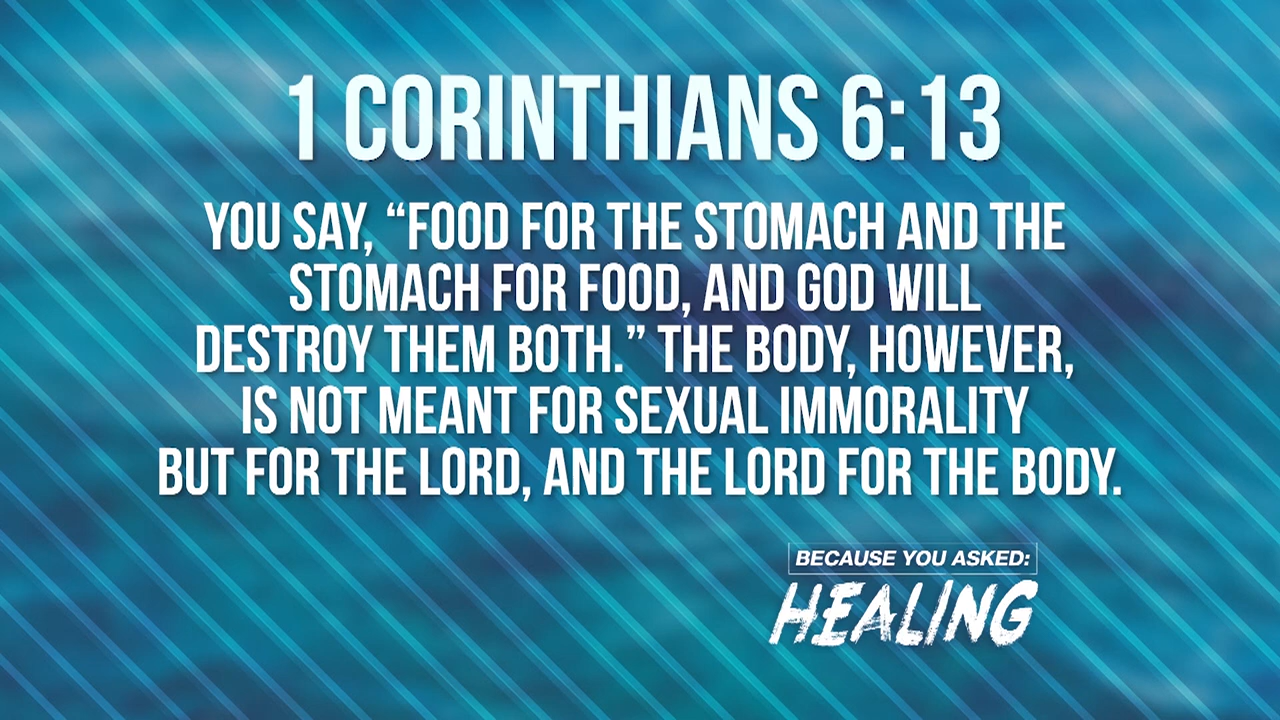 1 CORINTHIANS 6:13
YOU SAY, “FOOD FOR THE STOMACH AND THE
STOMACH FOR FOOD, AND GOD WILL
DESTROY THEM BOTH.” THE BODY, HOWEVER,
IS NOT MEANT FOR SEXUAL IMMORALITY
BUT FOR THE LORD, AND THE LORD FOR THE BODY.
BECAUSE YOU ASKED:
HEALING